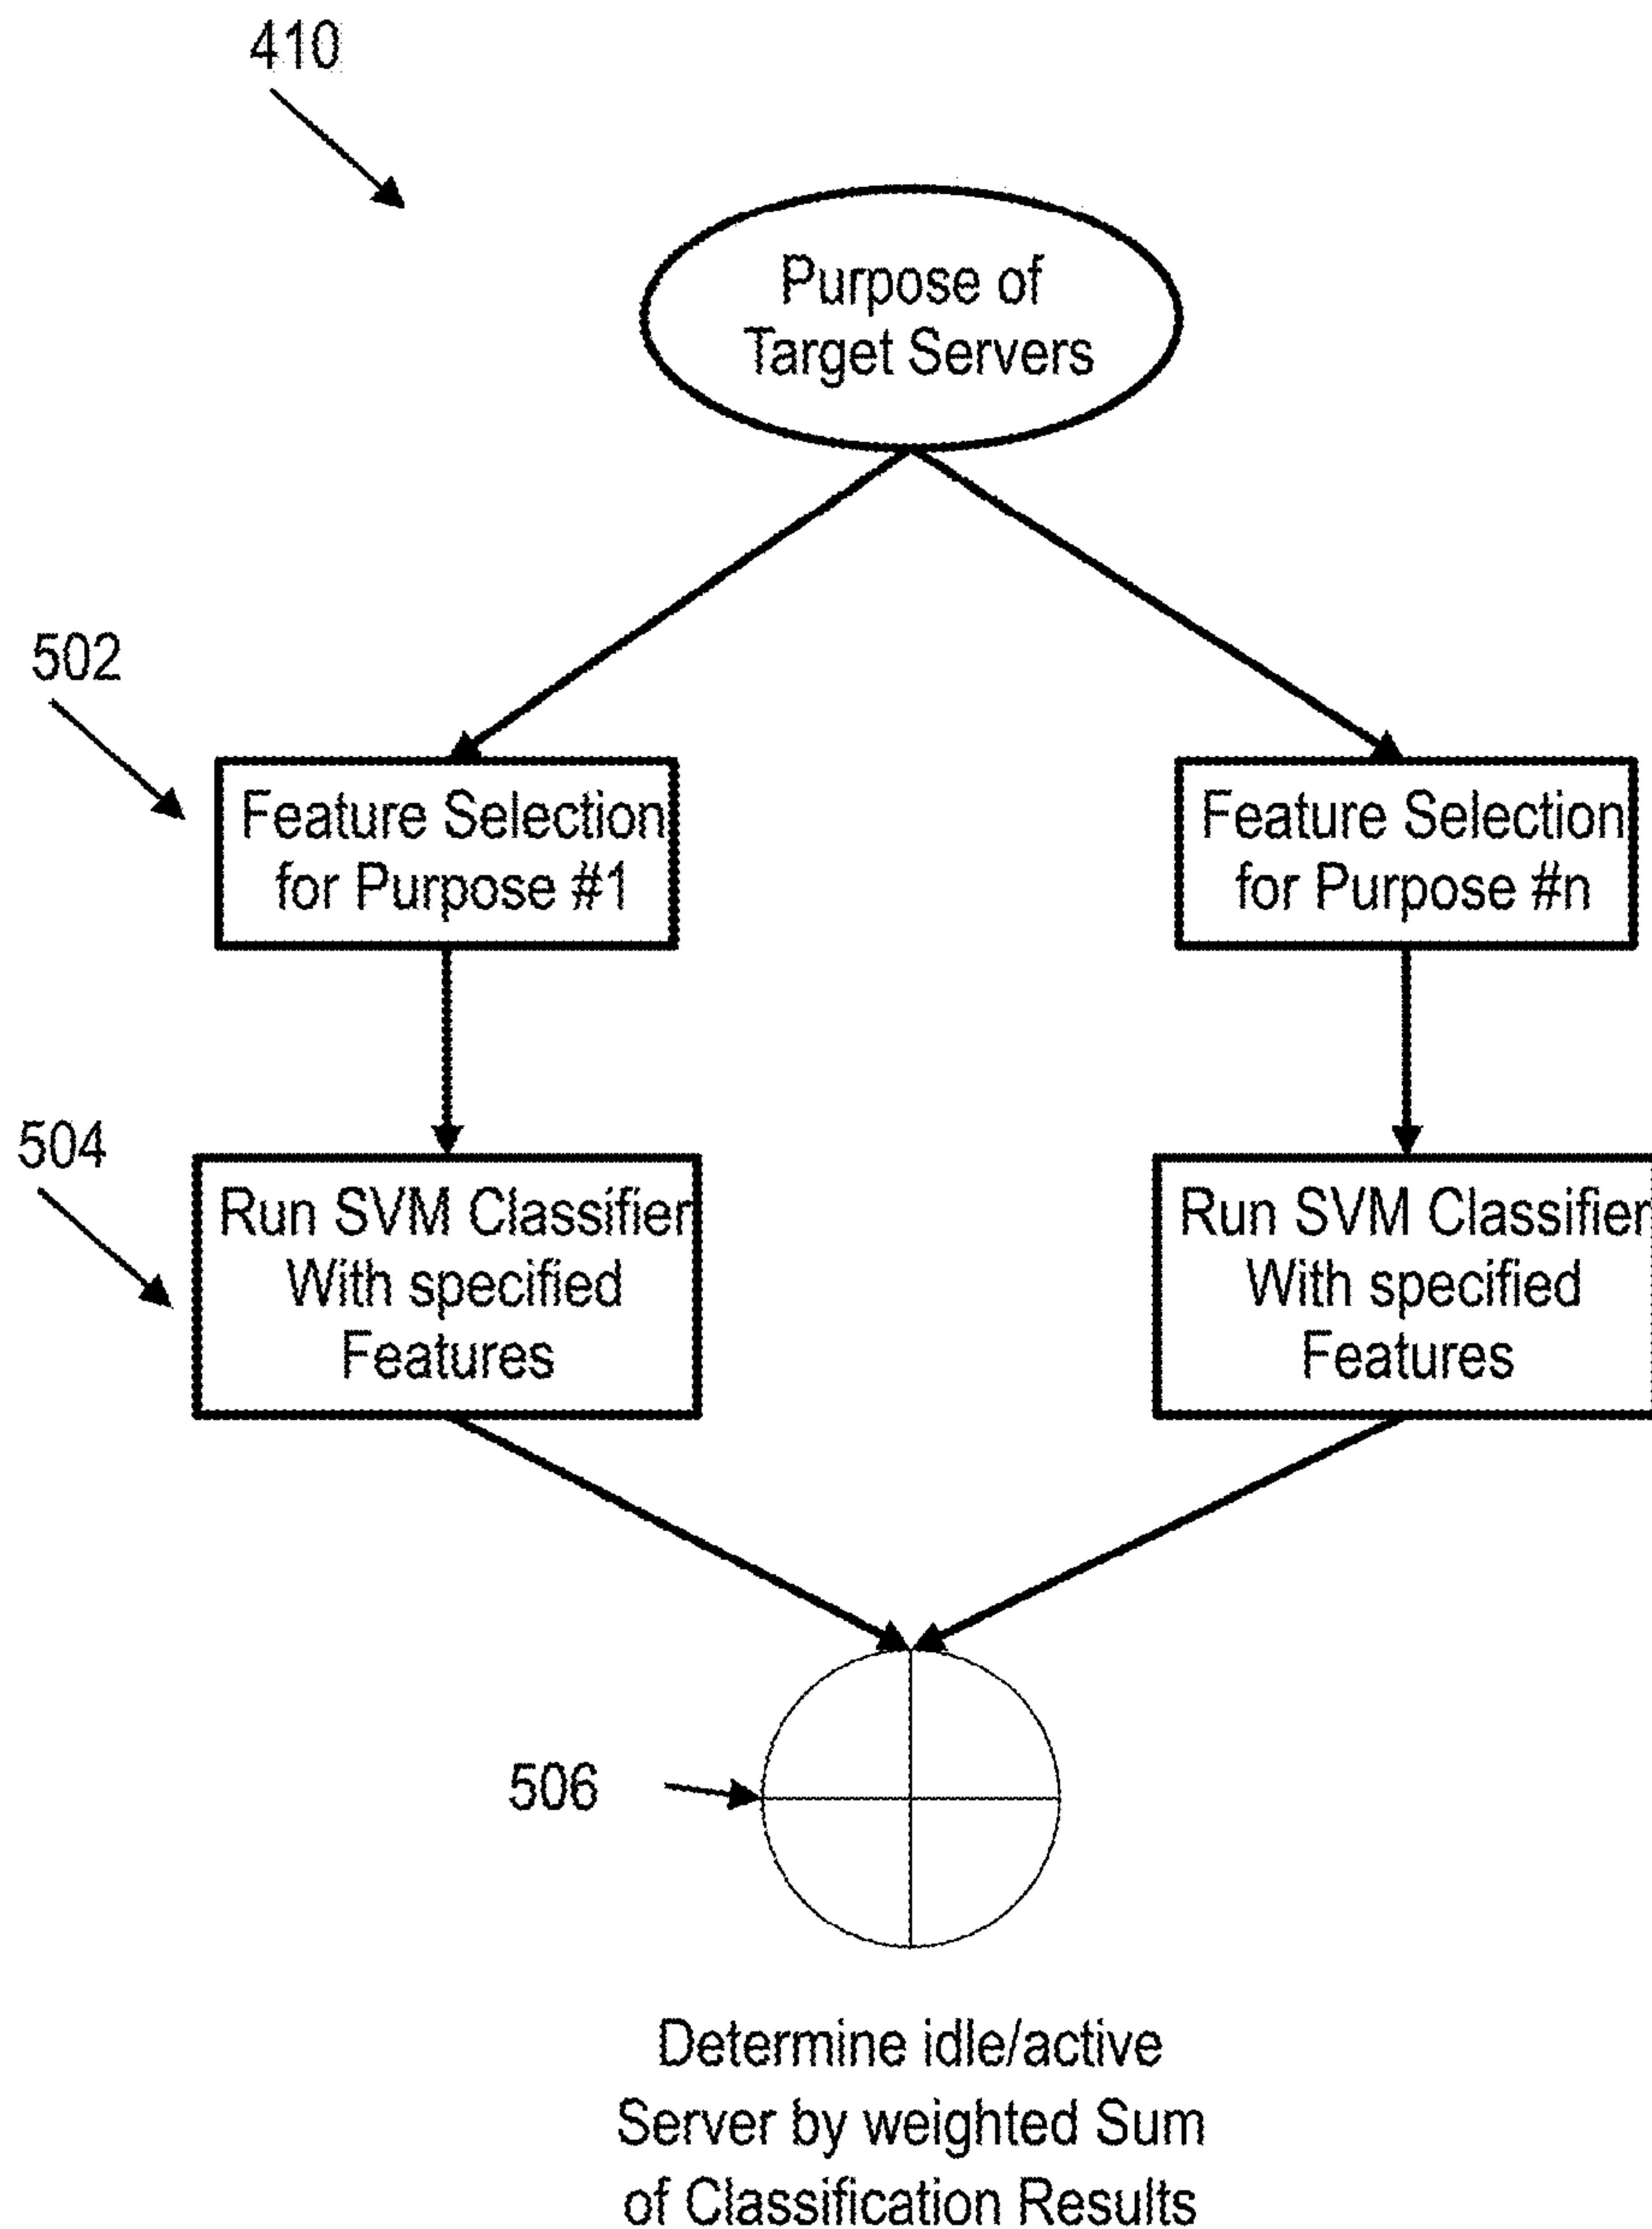 410
Purpose of
Target Servers
502
Feature Selection
for Purpose #1
Feature Selection
for Purpose #n
504
Run SVM Classifier
With specified
Features
Run SVM Classifier
With specified
Features
506
Determine idle/active
Server by weighted Sum
of Classification Results